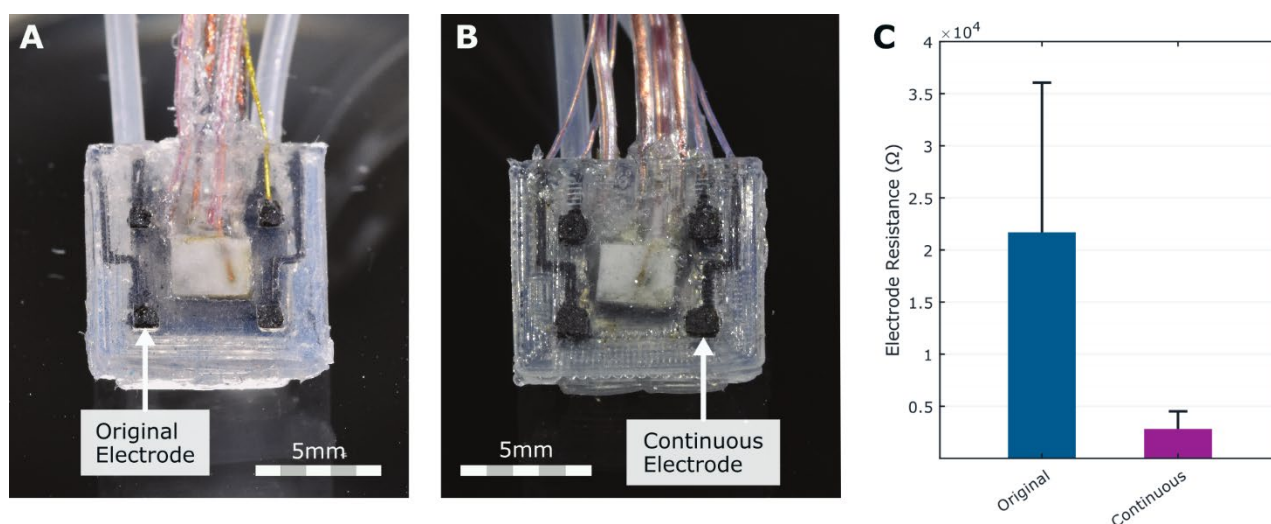 A
Original
Electrode
5mm
B
Continuous
Electrode
5mm
C
×10⁴
4
3.5
3
2.5
2
1.5
1
0.5
Electrode Resistance (Ω)
Original
Continuous